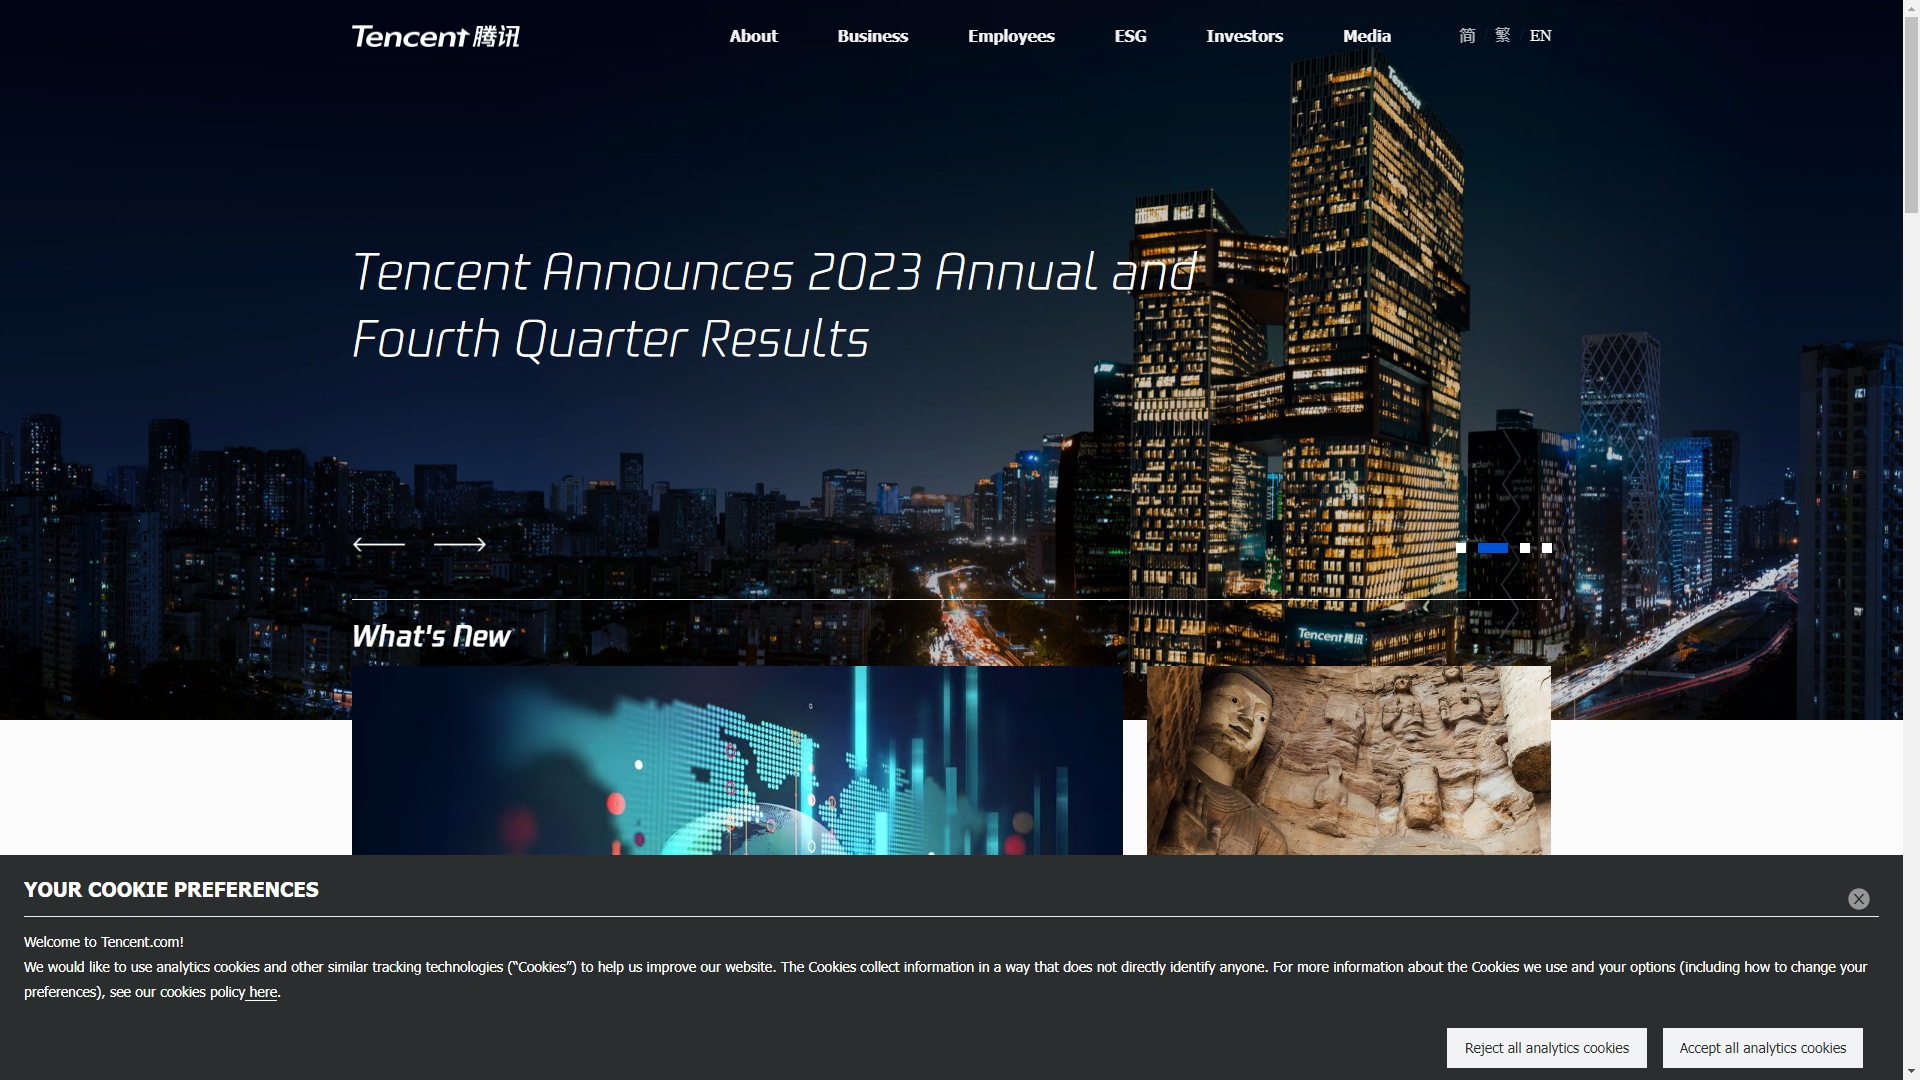 Tencent 腾讯
About
Business
Employees
ESG
Investors
Media
简
繁
EN
Tencent
Tencent Announces 2023 Annual and
Fourth Quarter Results
Tencent 腾讯
What's New
YOUR COOKIE PREFERENCES
Welcome to Tencent.com!
We would like to use analytics cookies and other similar tracking technologies (“Cookies”) to help us improve our website. The Cookies collect information in a way that does not directly identify anyone. For more information about the Cookies we use and your options (including how to change your
preferences), see our cookies policy here.
Reject all analytics cookies
Accept all analytics cookies